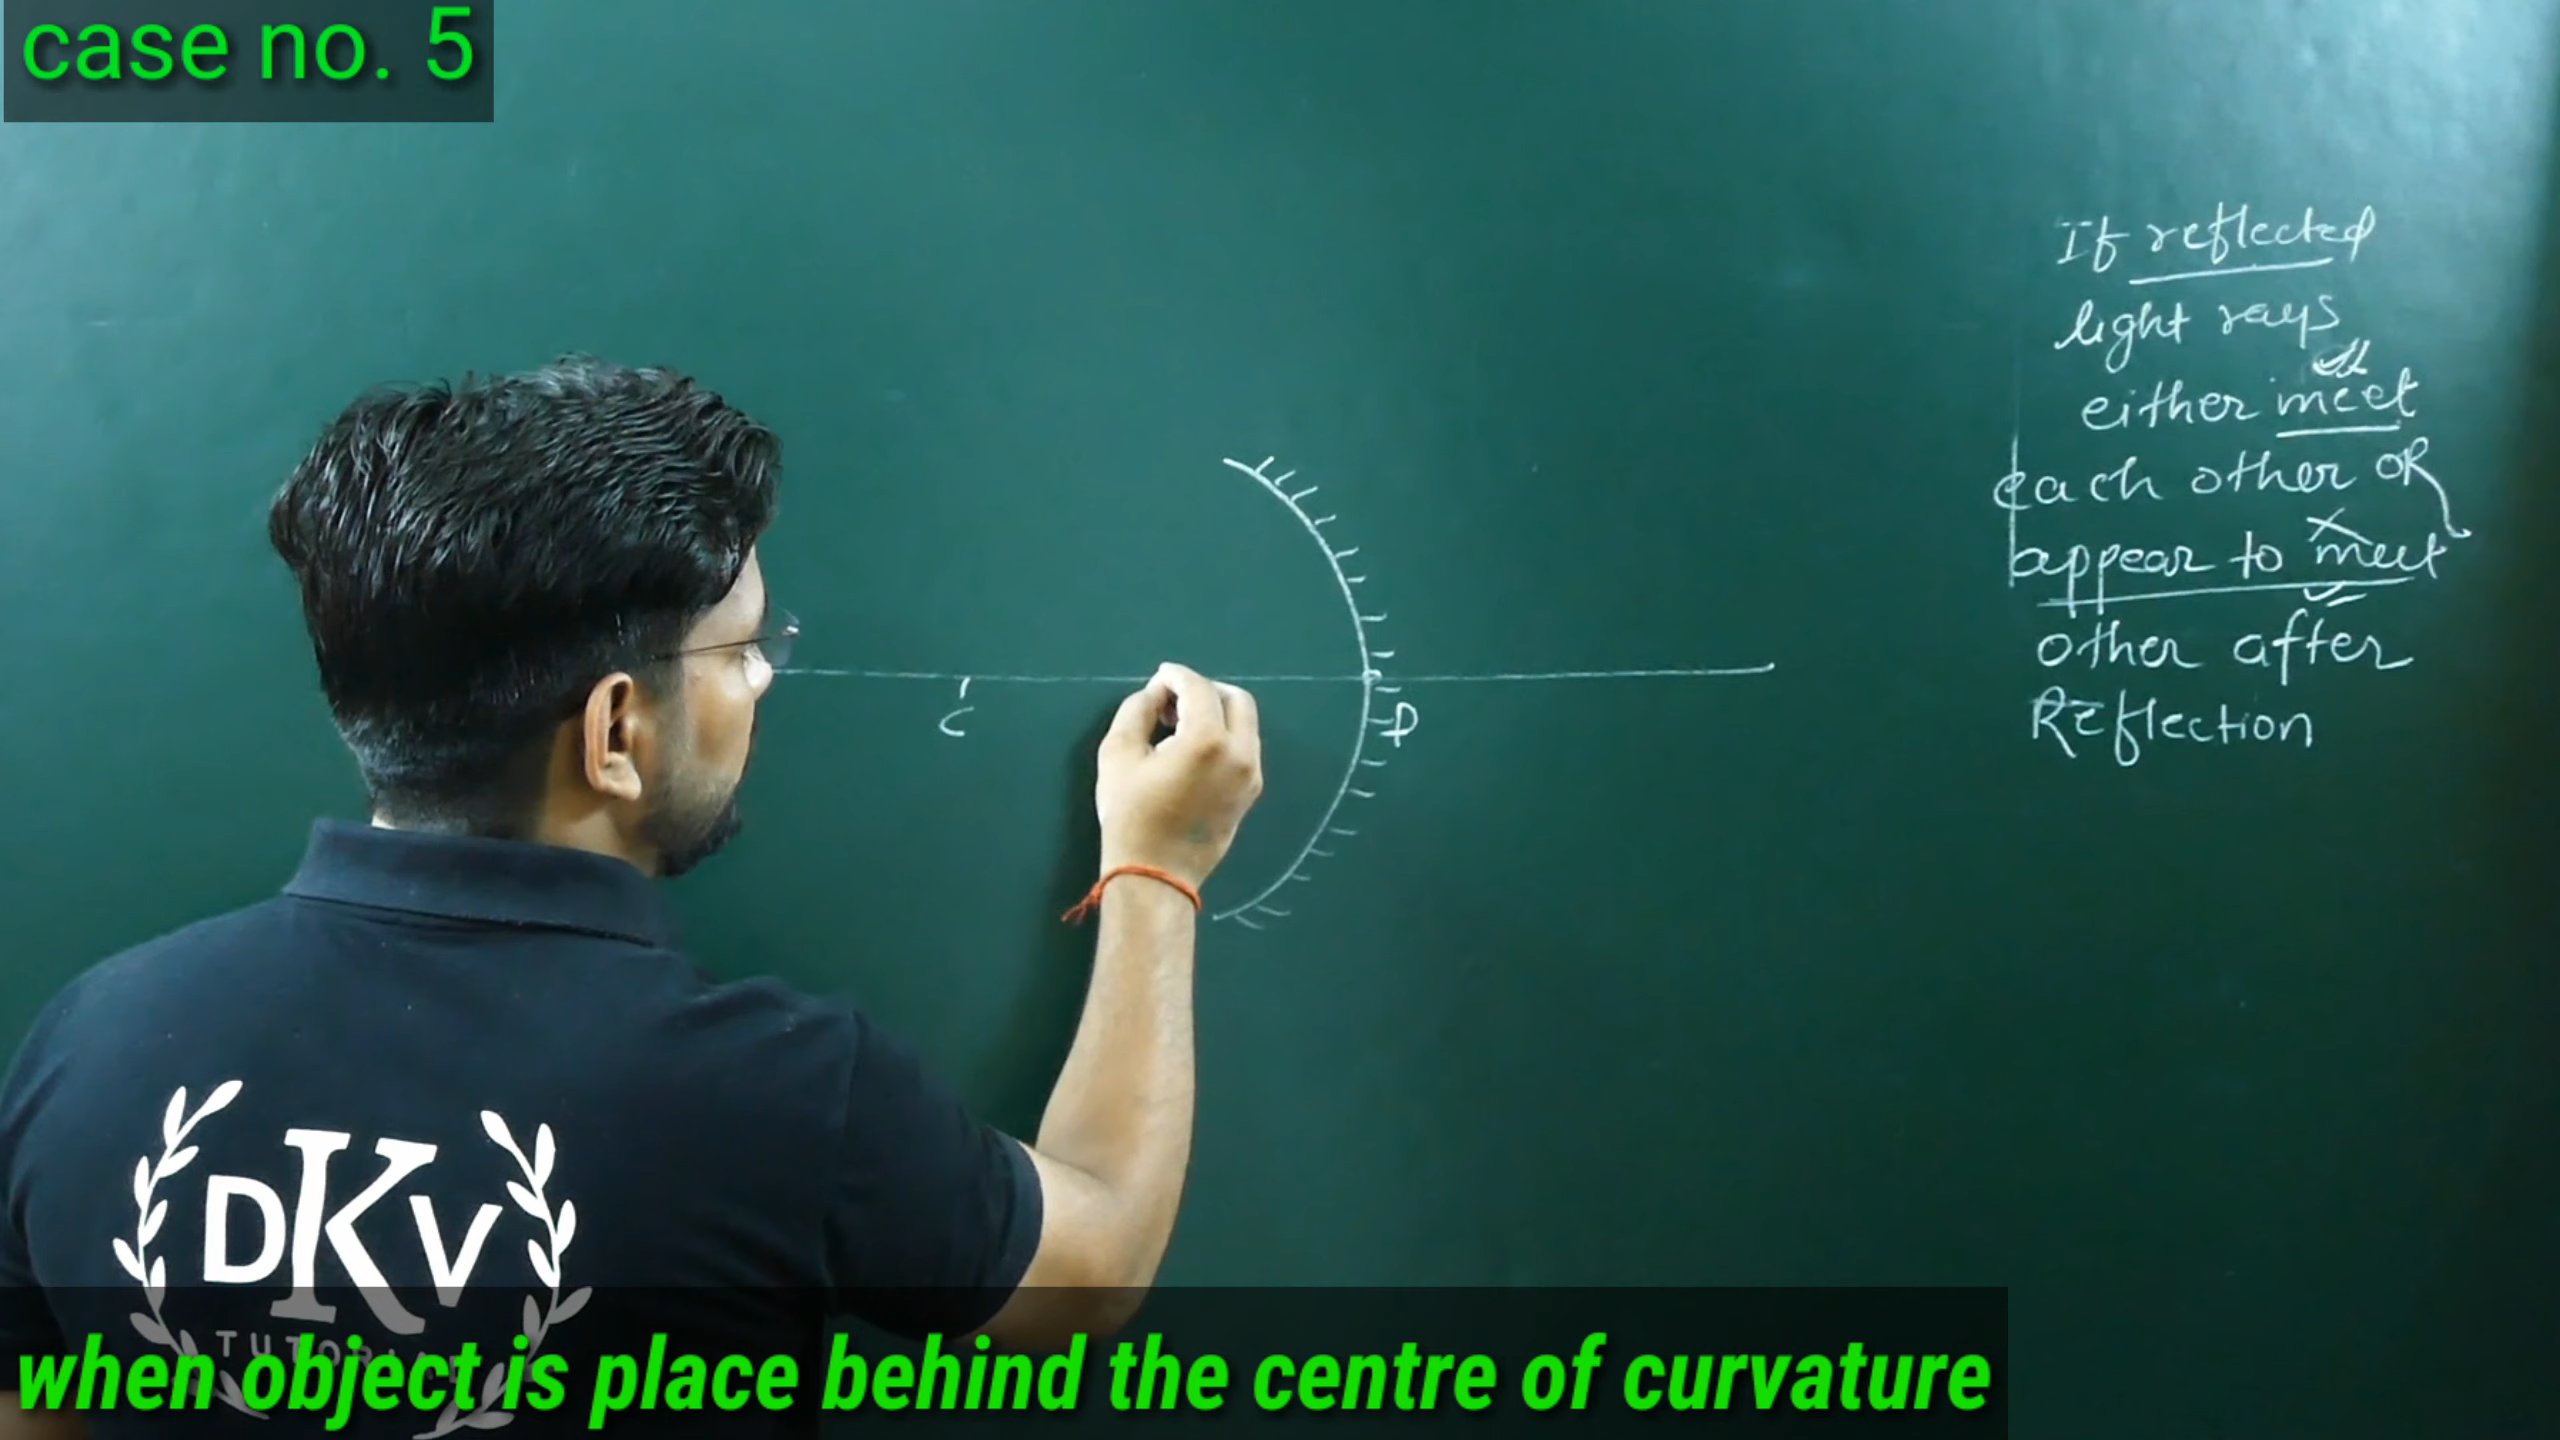 case no. 5
If reflected
light rays
either meet
each other OR
appear to meet
other after
Reflection
C
P
DKV
when object is place behind the centre of curvature